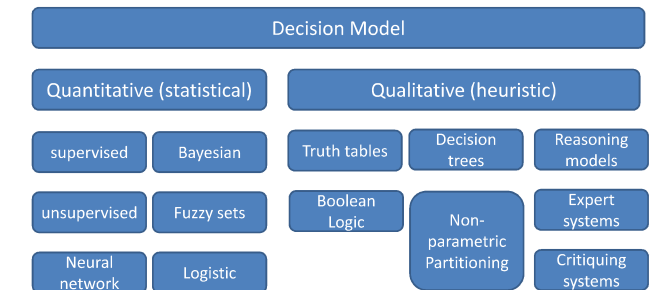 Decision Model
Quantitative (statistical)
Qualitative (heuristic)
supervised
Bayesian
Truth tables
Decision
trees
Reasoning
models
unsupervised
Fuzzy sets
Boolean
Logic
Non-
parametric
Partitioning
Expert
systems
Neural
network
Logistic
Critiquing
systems